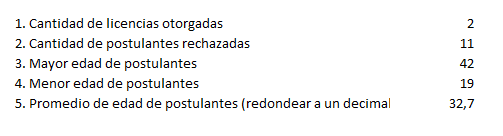 1. Cantidad de licencias otorgadas 2
2. Cantidad de postulantes rechazadas 11
3. Mayor edad de postulantes 42
4. Menor edad de postulantes 19
5. Promedio de edad de postulantes (redondear a un decimal 32,7